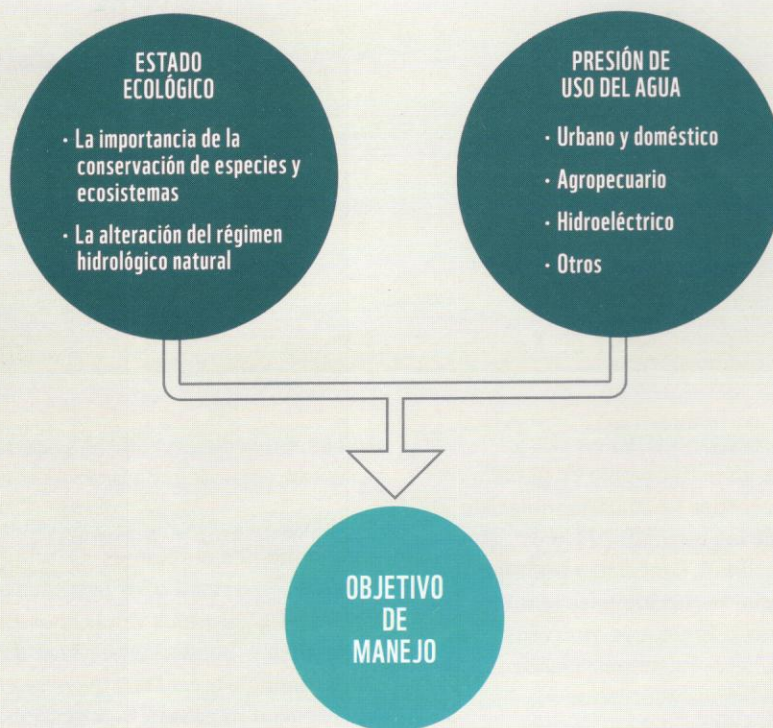 ESTADO
ECOLÓGICO
· La importancia de la
conservación de especies y
ecosistemas
· La alteración del régimen
hidrológico natural
PRESIÓN DE
USO DEL AGUA
· Urbano y doméstico
· Agropecuario
· Hidroeléctrico
· Otros
OBJETIVO
DE
MANEJO